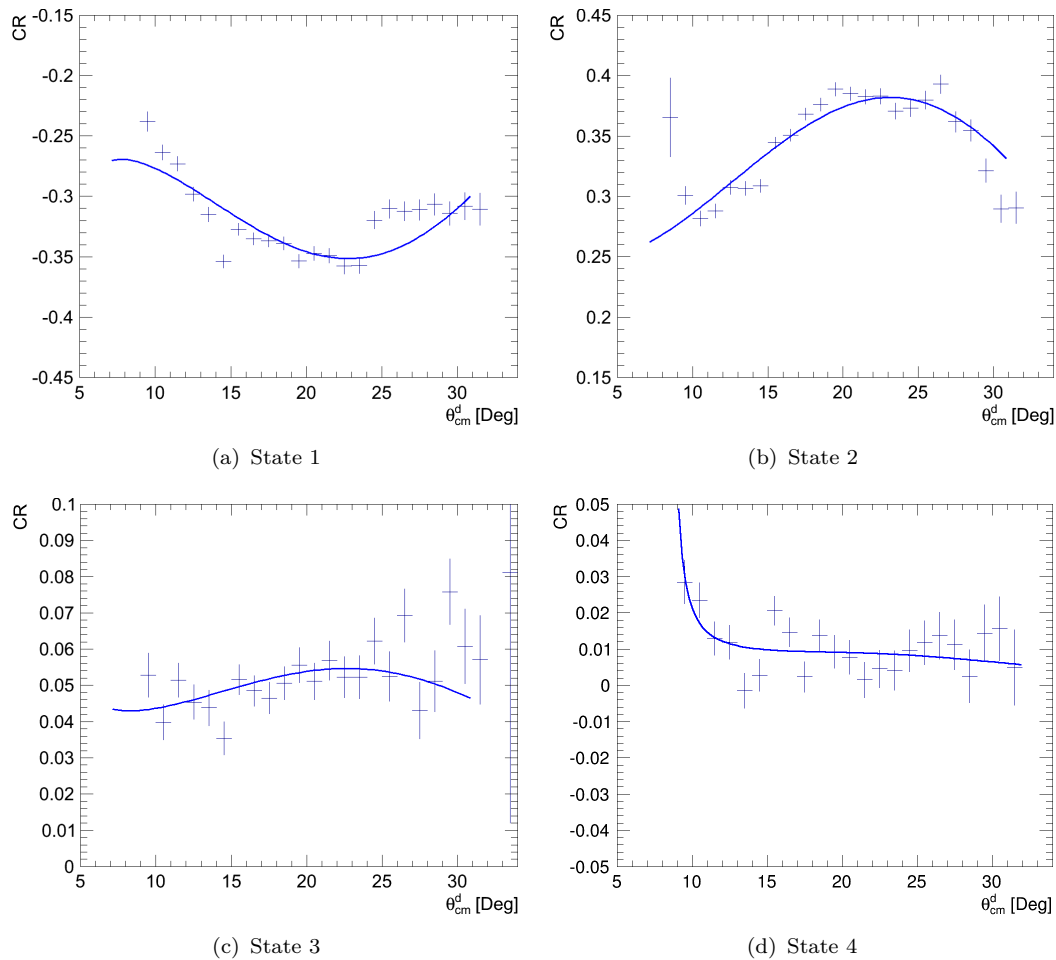 CR
-0.15
-0.2
-0.25
-0.3
-0.35
-0.4
-0.45
5 10 15 20 25 30
θ^d_cm [Deg]
(a) State 1
CR
0.45
0.4
0.35
0.3
0.25
0.2
0.15
5 10 15 20 25 30
θ^d_cm [Deg]
(b) State 2
CR
0.1
0.09
0.08
0.07
0.06
0.05
0.04
0.03
0.02
0.01
0
5 10 15 20 25 30
θ^d_cm [Deg]
(c) State 3
CR
0.05
0.04
0.03
0.02
0.01
0
-0.01
-0.02
-0.03
-0.04
-0.05
5 10 15 20 25 30
θ^d_cm [Deg]
(d) State 4